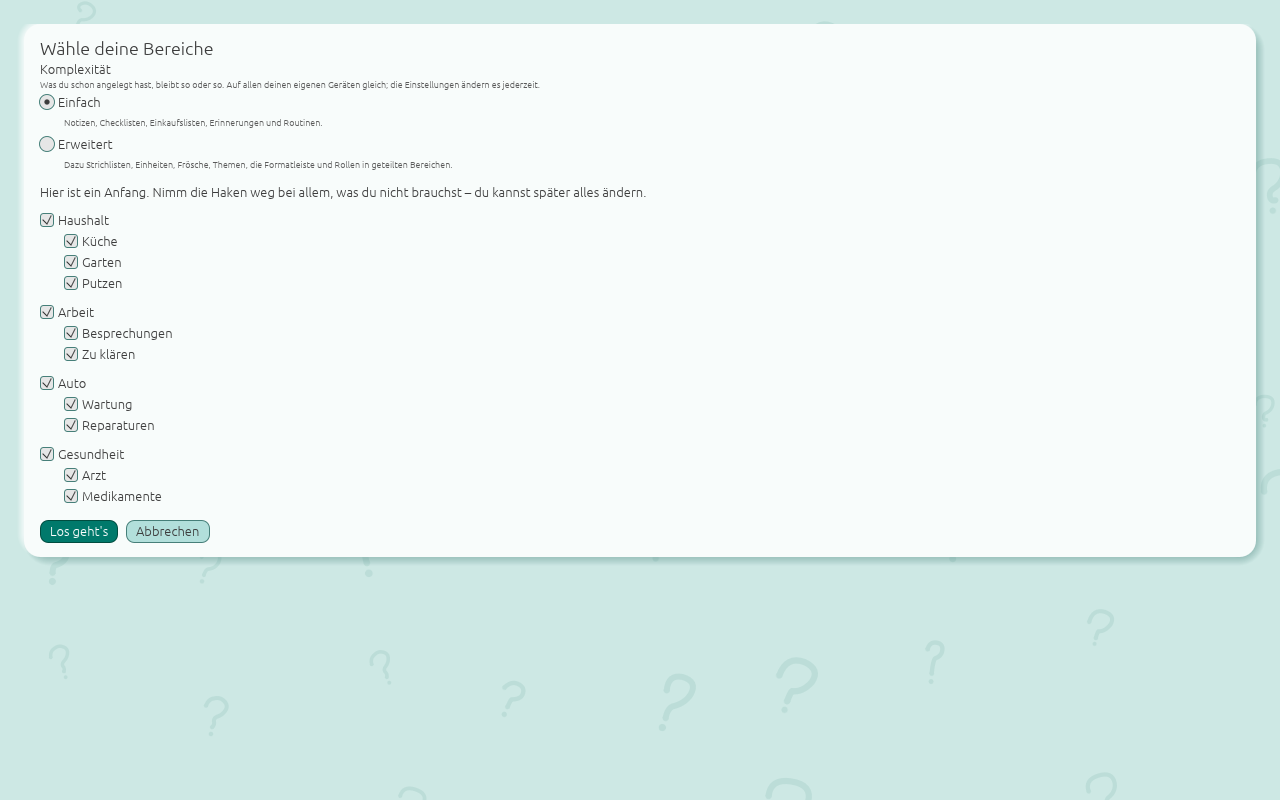 Wähle deine Bereiche
Komplexität
Was du schon angelegt hast, bleibt so oder so. Auf allen deinen eigenen Geräten gleich; die Einstellungen ändern es jederzeit.
Einfach
Notizen, Checklisten, Einkaufslisten, Erinnerungen und Routinen.
Erweitert
Dazu Strichlisten, Einheiten, Frösche, Themen, die Formatleiste und Rollen in geteilten Bereichen.
Hier ist ein Anfang. Nimm die Haken weg bei allem, was du nicht brauchst – du kannst später alles ändern.
Haushalt
Küche
Garten
Putzen
Arbeit
Besprechungen
Zu klären
Auto
Wartung
Reparaturen
Gesundheit
Arzt
Medikamente
Los geht's
Abbrechen